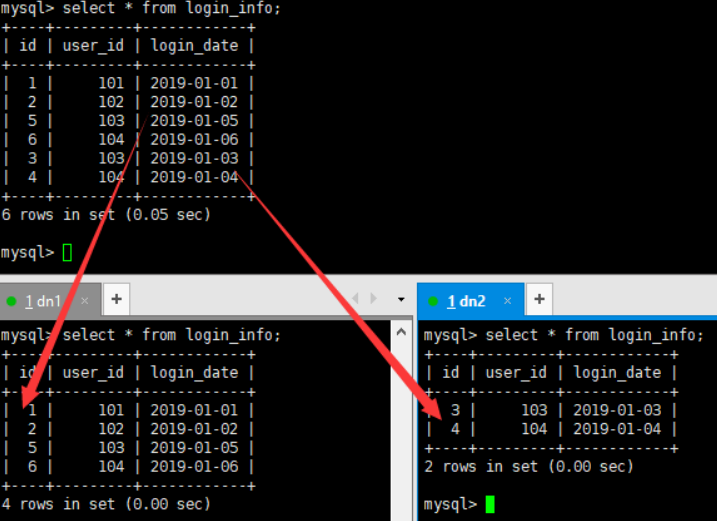 mysql> select * from login_info;
+----+---------+------------+
| id | user_id | login_date |
+----+---------+------------+
| 1 | 101 | 2019-01-01 |
| 2 | 102 | 2019-01-02 |
| 5 | 103 | 2019-01-05 |
| 6 | 104 | 2019-01-06 |
| 3 | 103 | 2019-01-03 |
| 4 | 104 | 2019-01-04 |
+----+---------+------------+
6 rows in set (0.05 sec)
mysql>
1 dn1 × +
mysql> select * from login_info;
+----+---------+------------+
| id | user_id | login_date |
+----+---------+------------+
| 1 | 101 | 2019-01-01 |
| 2 | 102 | 2019-01-02 |
| 5 | 103 | 2019-01-05 |
| 6 | 104 | 2019-01-06 |
+----+---------+------------+
4 rows in set (0.00 sec)
1 dn2 × +
mysql> select * from login_info;
+----+---------+------------+
| id | user_id | login_date |
+----+---------+------------+
| 3 | 103 | 2019-01-03 |
| 4 | 104 | 2019-01-04 |
+----+---------+------------+
2 rows in set (0.00 sec)
mysql>